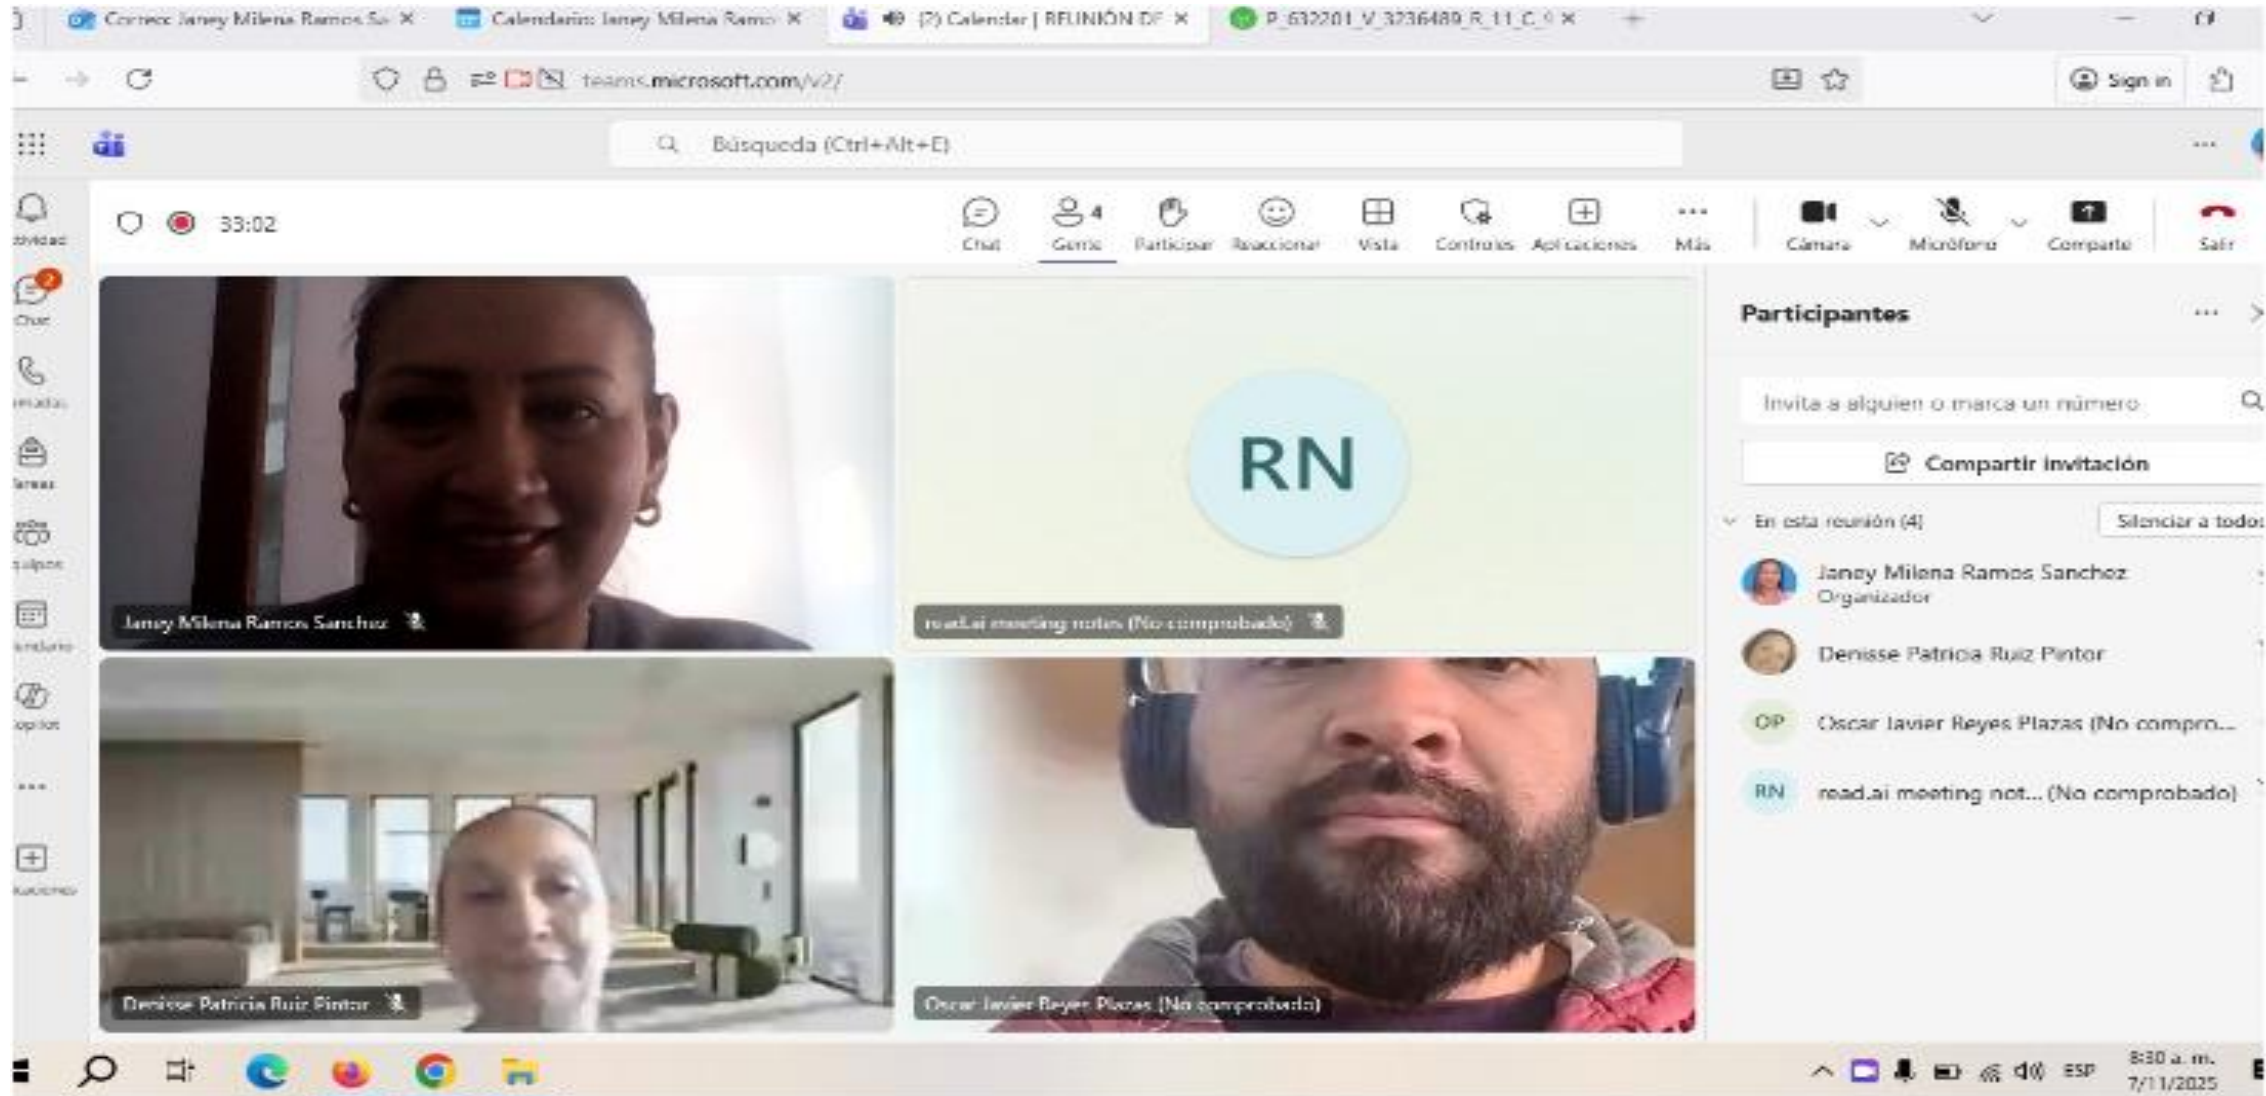 Correo: Janey Milena Ramos Sa
Calendario: Janey Milena Ramo
(2) Calendar | REUNIÓN DE
P_632201_V_3236489_R_11_C_9
teams.microsoft.com/v2/
Sign in
Búsqueda (Ctrl+Alt+E)
33:02
Chat
4
Gente
Participar
Reaccionar
Vista
Controles
Aplicaciones
Más
Cámara
Micrófono
Comparte
Salir
2
Chat
Participantes
Invita a alguien o marca un número
Compartir invitación
En esta reunión (4)
Silenciar a todos
Janey Milena Ramos Sanchez
Organizador
Denisse Patricia Ruiz Pintor
OP
Oscar Javier Reyes Plazas (No compro...
RN
read.ai meeting not... (No comprobado)
RN
Janey Milena Ramos Sanchez
read.ai meeting notes (No comprobado)
Denisse Patricia Ruiz Pintor
Oscar Javier Reyes Plazas (No comprobado)
ESP
8:30 a. m.
7/11/2025